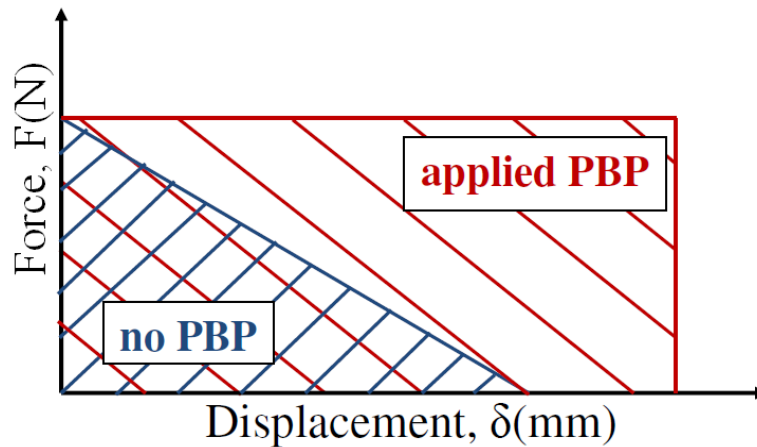 Force, F(N)
applied PBP
no PBP
Displacement, δ(mm)